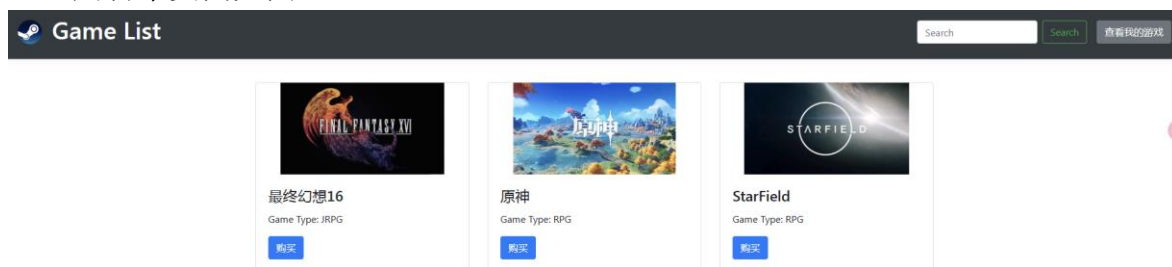 Game List
Search
Search
查看我的游戏
FINAL FANTASY XVI
原神
STARFIELD
最终幻想16
原神
StarField
Game Type: JRPG
Game Type: RPG
Game Type: RPG
购买
购买
购买